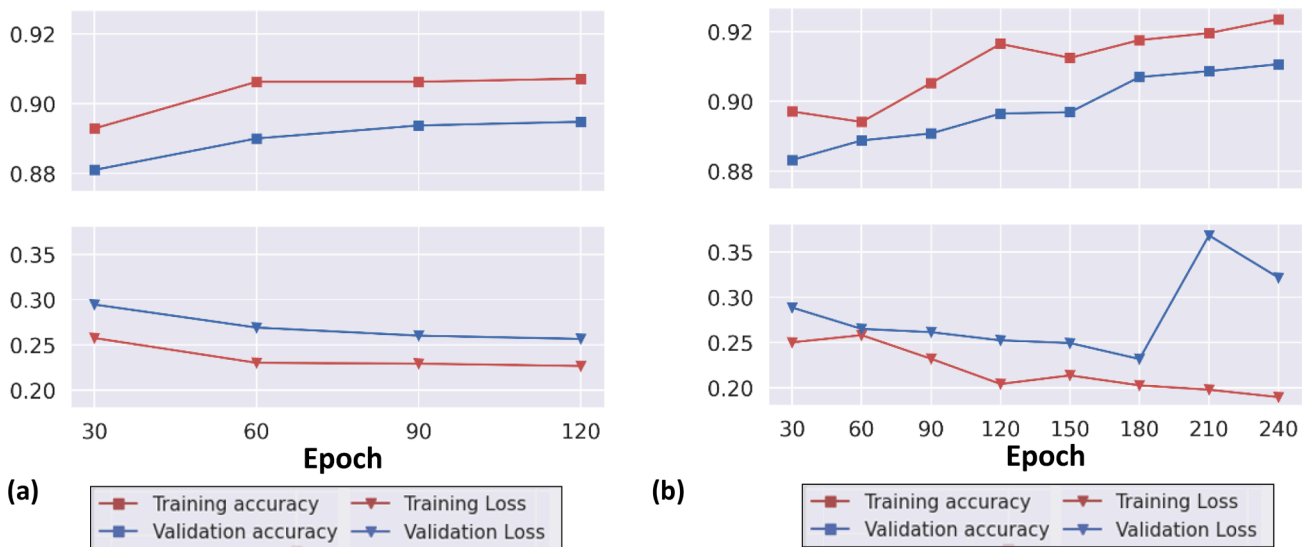 0.92
0.90
0.88
0.35
0.30
0.25
0.20
30 60 90 120
Epoch
(a)
Training accuracy Training Loss
Validation accuracy Validation Loss
0.92
0.90
0.88
0.35
0.30
0.25
0.20
30 60 90 120 150 180 210 240
Epoch
(b)
Training accuracy Training Loss
Validation accuracy Validation Loss